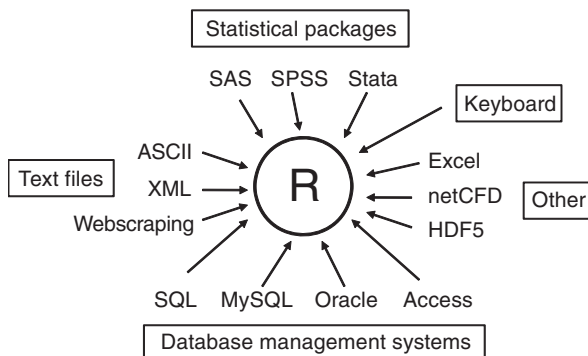 Statistical packages
SAS SPSS Stata
Keyboard
ASCII
Excel
Text files
XML
R
netCFD
Other
Webscraping
HDF5
SQL MySQL Oracle Access
Database management systems